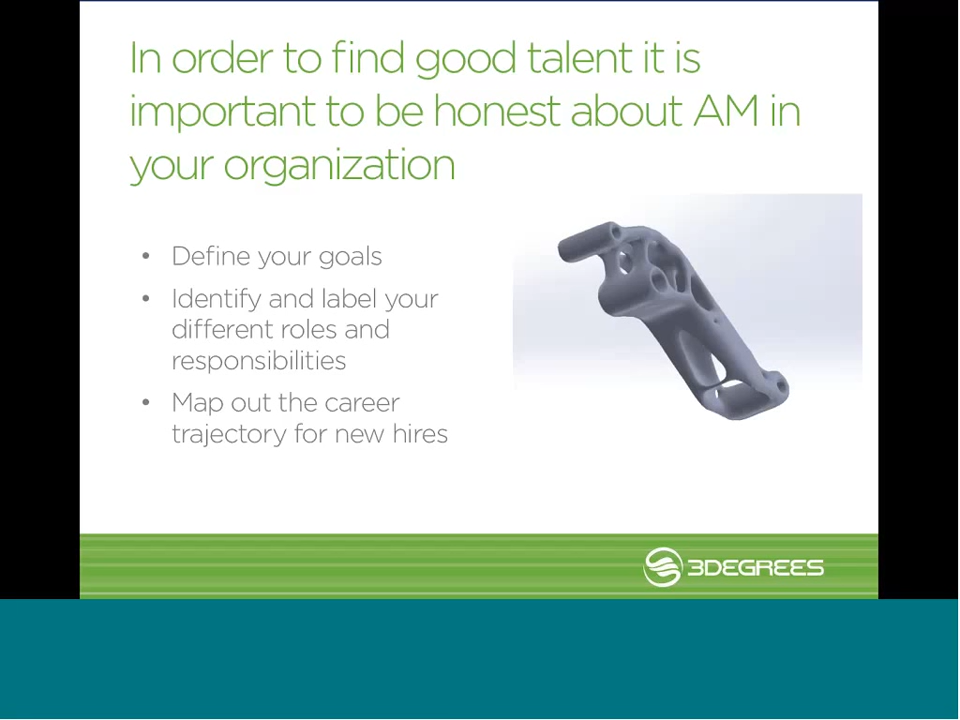 In order to find good talent it is
important to be honest about AM in
your organization
• Define your goals
• Identify and label your
different roles and
responsibilities
• Map out the career
trajectory for new hires
3DEGREES